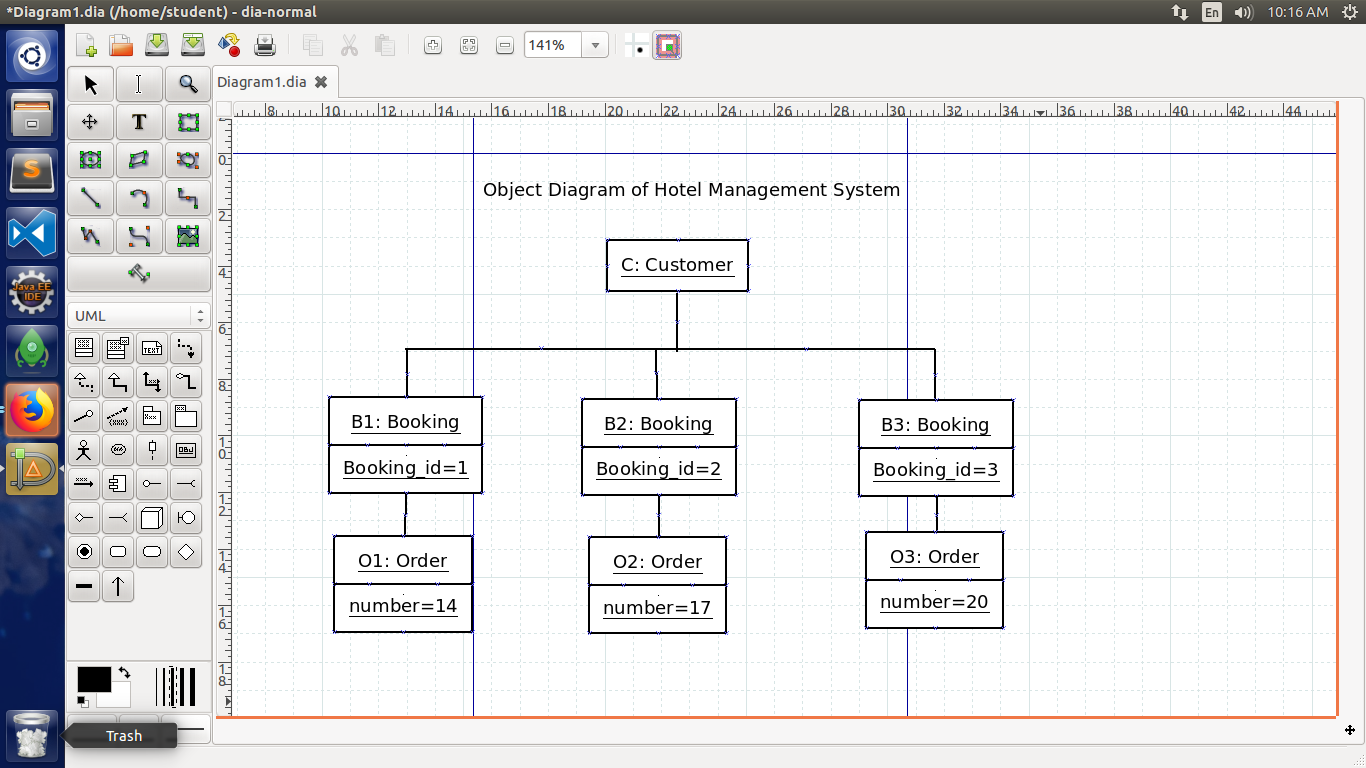 *Diagram1.dia (/home/student) - dia-normal
En
10:16 AM
141%
Diagram1.dia
8 10 12 14 16 18 20 22 24 26 28 30 32 34 36 38 40 42 44
T
UML
TEXT
OBJ
Java EE
IDE
S
0
2
4
6
8
10
12
14
16
18
Object Diagram of Hotel Management System
C: Customer
B1: Booking
Booking_id=1
B2: Booking
Booking_id=2
B3: Booking
Booking_id=3
O1: Order
number=14
O2: Order
number=17
O3: Order
number=20
Trash